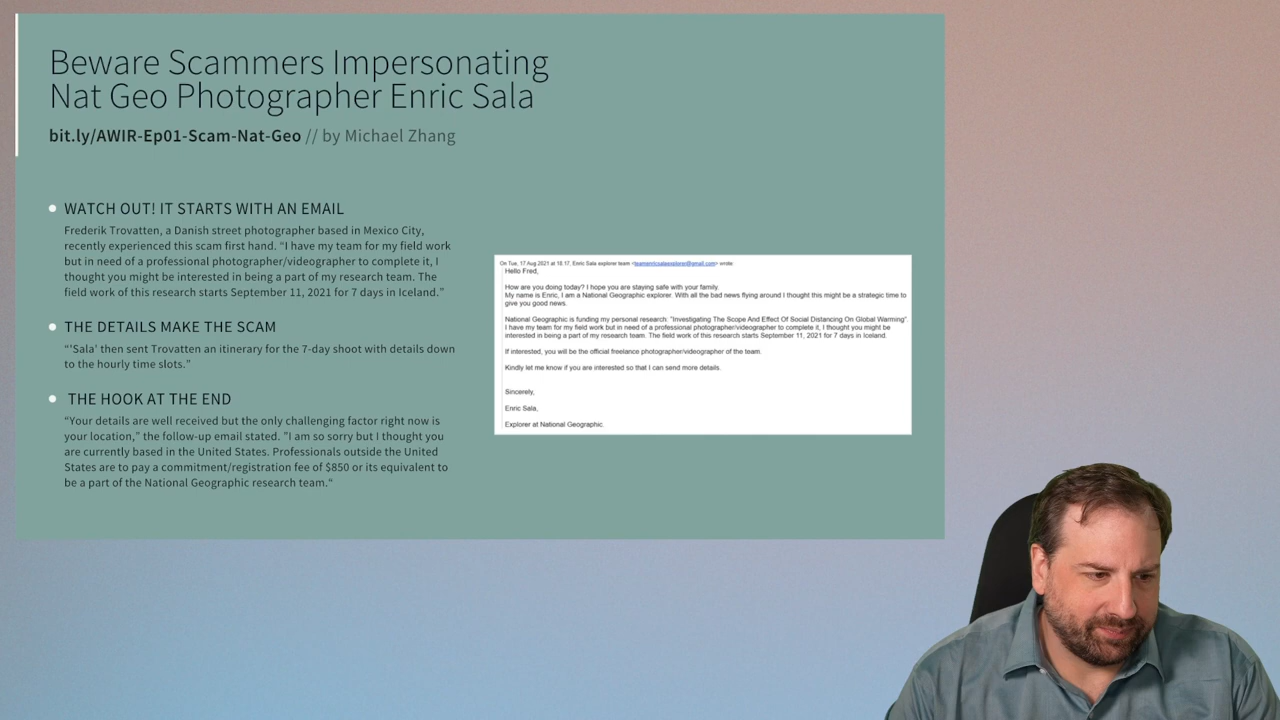 Beware Scammers Impersonating
Nat Geo Photographer Enric Sala
bit.ly/AWIR-Ep01-Scam-Nat-Geo // by Michael Zhang
WATCH OUT! IT STARTS WITH AN EMAIL
Frederik Trovatten, a Danish street photographer based in Mexico City,
recently experienced this scam first hand. “I have my team for my field work
but in need of a professional photographer/videographer to complete it, I
thought you might be interested in being a part of my research team. The
field work of this research starts September 11, 2021 for 7 days in Iceland.”
THE DETAILS MAKE THE SCAM
“'Sala’ then sent Trovatten an itinerary for the 7-day shoot with details down
to the hourly time slots.”
THE HOOK AT THE END
“Your details are well received but the only challenging factor right now is
your location,” the follow-up email stated. ”I am so sorry but I thought you
are currently based in the United States. Professionals outside the United
States are to pay a commitment/registration fee of $850 or its equivalent to
be a part of the National Geographic research team.“
On Tue, 17 Aug 2021 at 18.17, Enric Sala explorer team <teamenricsalaexplorer@gmail.com> wrote:
Hello Fred,
How are you doing today? I hope you are staying safe with your family.
My name is Enric, I am a National Geographic explorer. With all the bad news flying around I thought this might be a strategic time to
give you good news.
National Geographic is funding my personal research: "Investigating The Scope And Effect Of Social Distancing On Global Warming".
I have my team for my field work but in need of a professional photographer/videographer to complete it, I thought you might be
interested in being a part of my research team. The field work of this research starts September 11, 2021 for 7 days in Iceland.
If interested, you will be the official freelance photographer/videographer of the team.
Kindly let me know if you are interested so that I can send more details.
Sincerely,
Enric Sala,
Explorer at National Geographic.